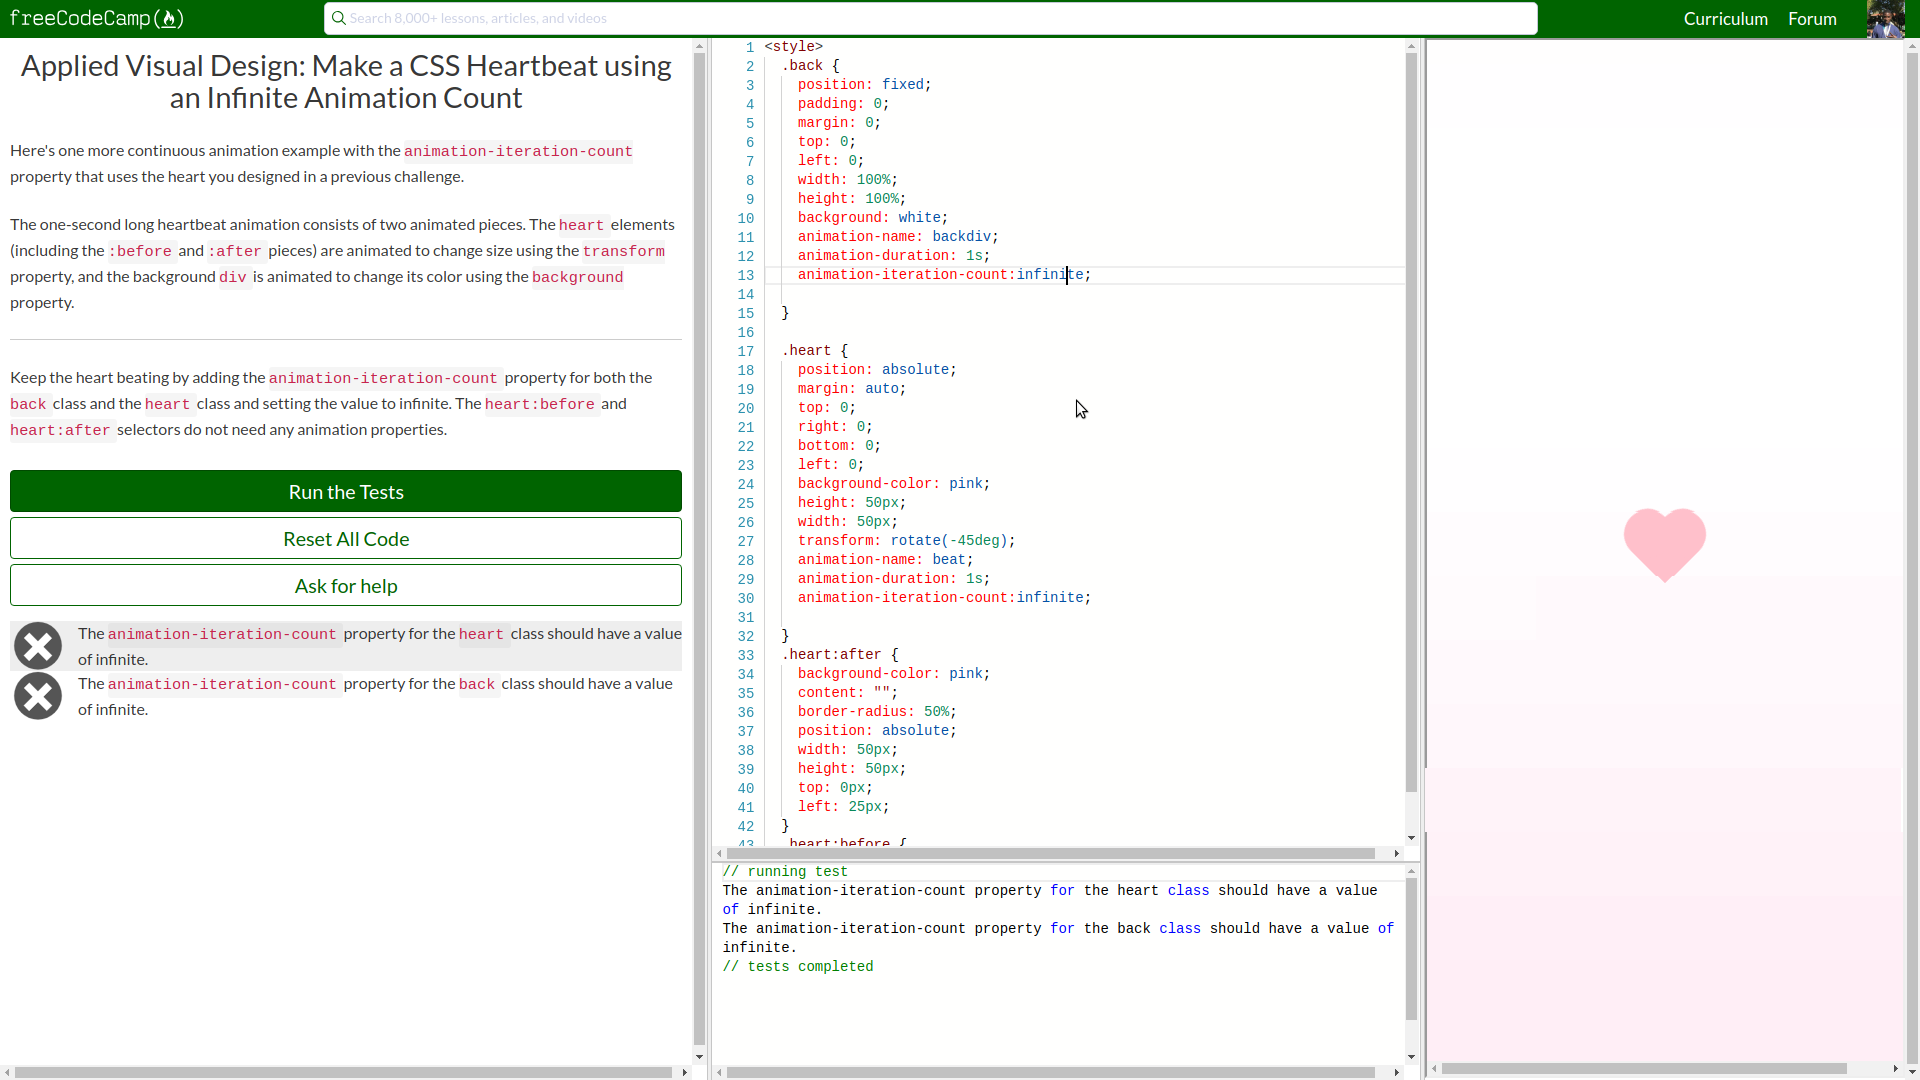 freeCodeCamp
Search 8,000+ lessons, articles, and videos
Curriculum
Forum
Applied Visual Design: Make a CSS Heartbeat using
an Infinite Animation Count
Here's one more continuous animation example with the animation-iteration-count
property that uses the heart you designed in a previous challenge.
The one-second long heartbeat animation consists of two animated pieces. The heart elements
(including the :before and :after pieces) are animated to change size using the transform
property, and the background div is animated to change its color using the background
property.
Keep the heart beating by adding the animation-iteration-count property for both the
back class and the heart class and setting the value to infinite. The heart:before and
heart:after selectors do not need any animation properties.
Run the Tests
Reset All Code
Ask for help
The animation-iteration-count property for the heart class should have a value
of infinite.
The animation-iteration-count property for the back class should have a value
of infinite.
1 <style>
2 .back {
3 position: fixed;
4 padding: 0;
5 margin: 0;
6 top: 0;
7 left: 0;
8 width: 100%;
9 height: 100%;
10 background: white;
11 animation-name: backdiv;
12 animation-duration: 1s;
13 animation-iteration-count:infinite;
14
15 }
16
17 .heart {
18 position: absolute;
19 margin: auto;
20 top: 0;
21 right: 0;
22 bottom: 0;
23 left: 0;
24 background-color: pink;
25 height: 50px;
26 width: 50px;
27 transform: rotate(-45deg);
28 animation-name: beat;
29 animation-duration: 1s;
30 animation-iteration-count:infinite;
31
32 }
33 .heart:after {
34 background-color: pink;
35 content: "";
36 border-radius: 50%;
37 position: absolute;
38 width: 50px;
39 height: 50px;
40 top: 0px;
41 left: 25px;
42 }
43 .heart:before {
// running test
The animation-iteration-count property for the heart class should have a value
of infinite.
The animation-iteration-count property for the back class should have a value of
infinite.
// tests completed